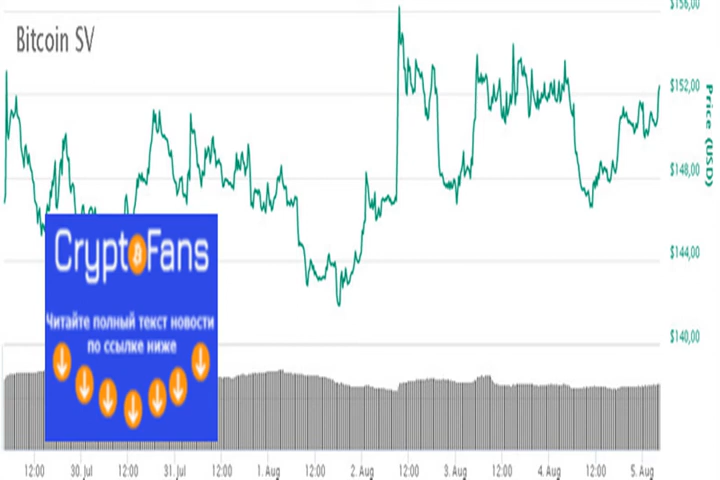 $156,00
Bitcoin SV
$152,00
Price (USD)
$148,00
CryptoFans
$144,00
Читайте полный текст новости
по ссылке ниже
$140,00
12:00 30. Jul 12:00 31. Jul 12:00 1. Aug 12:00 2. Aug 12:00 3. Aug 12:00 4. Aug 12:00 5. Aug